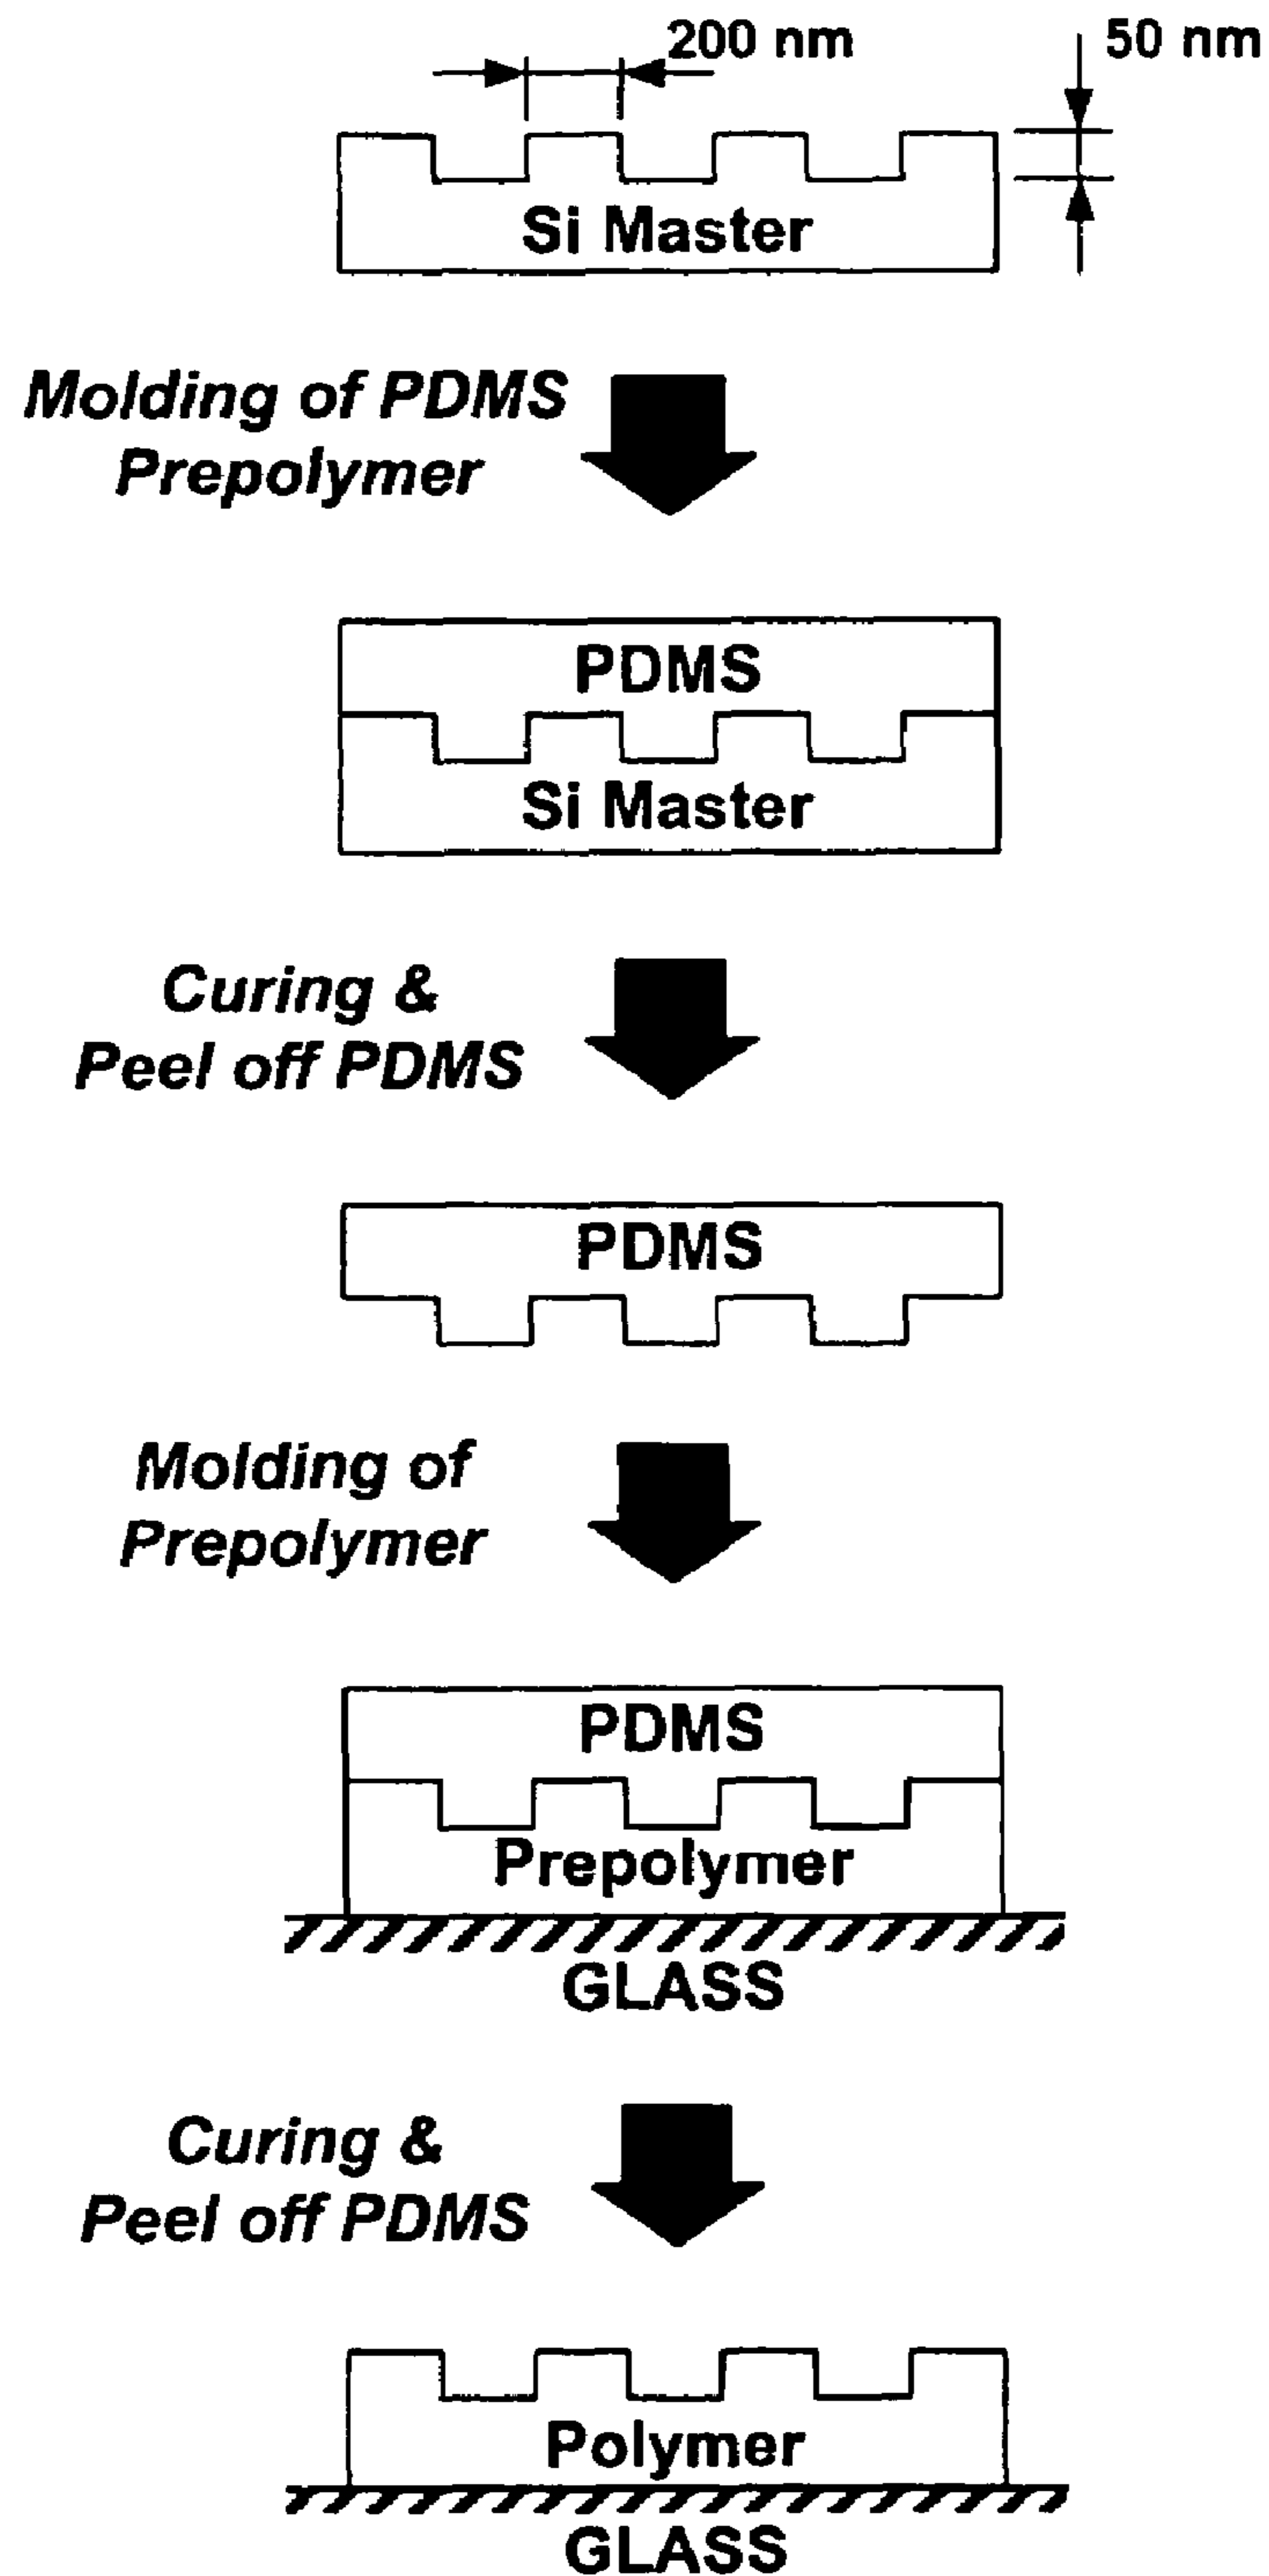 200 nm
50 nm
Si Master
Molding of PDMS
Prepolymer
PDMS
Si Master
Curing &
Peel off PDMS
PDMS
Molding of
Prepolymer
PDMS
Prepolymer
GLASS
Curing &
Peel off PDMS
Polymer
GLASS